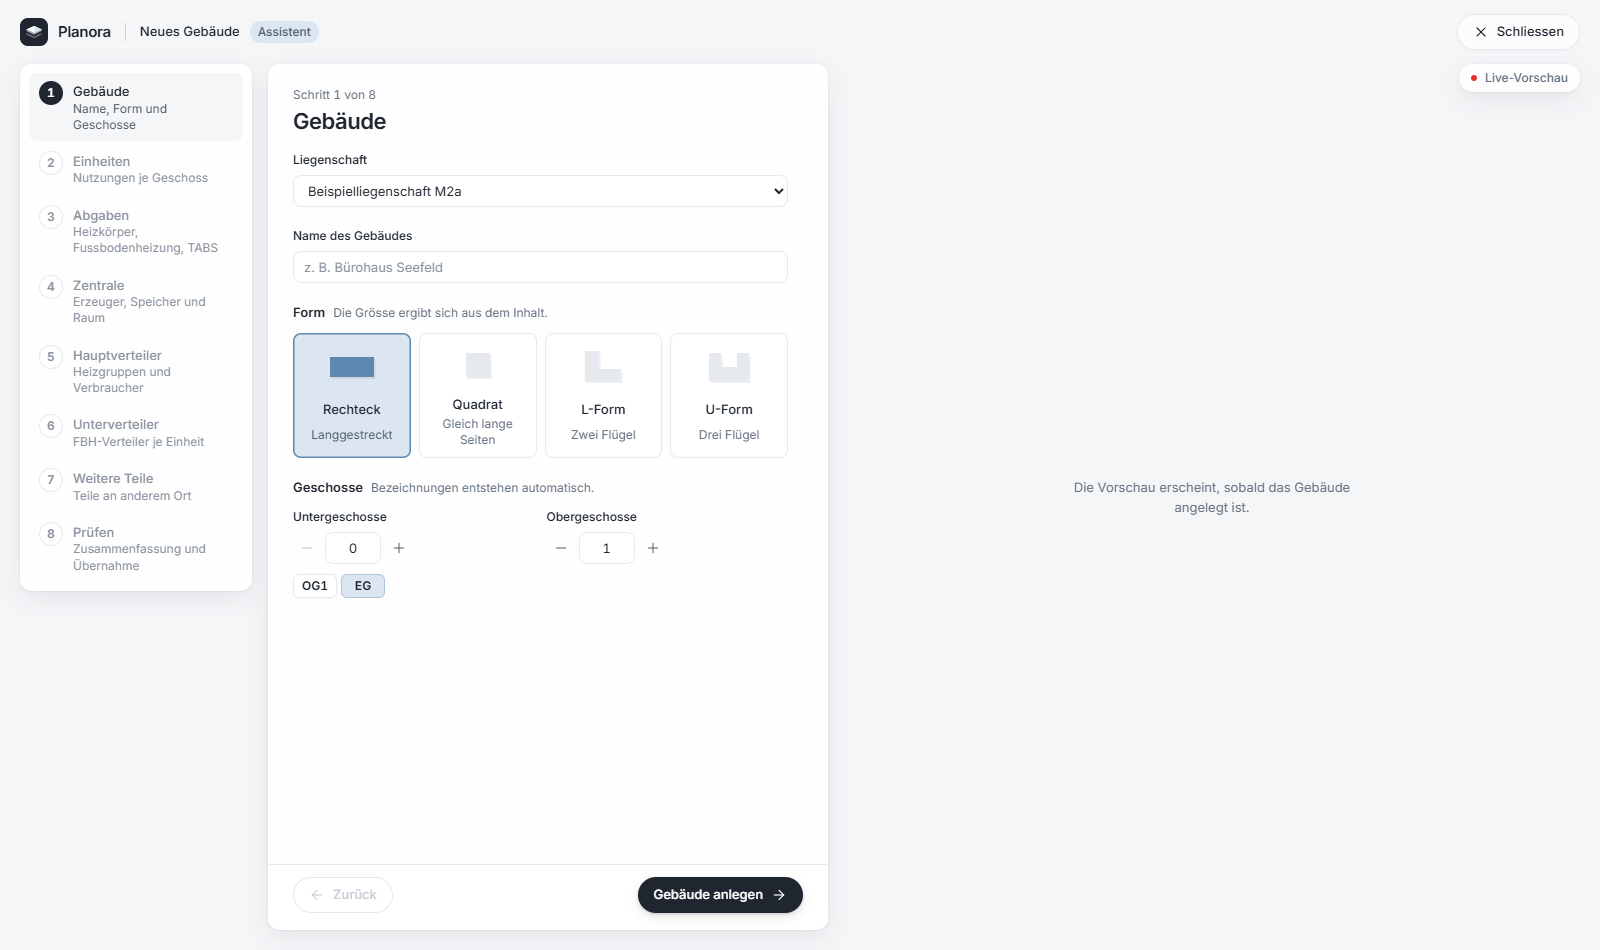 Planora
Neues Gebäude
Assistent
Schliessen
1
Gebäude
Name, Form und
Geschosse
2
Einheiten
Nutzungen je Geschoss
3
Abgaben
Heizkörper,
Fussbodenheizung, TABS
4
Zentrale
Erzeuger, Speicher und
Raum
5
Hauptverteiler
Heizgruppen und
Verbraucher
6
Unterverteiler
FBH-Verteiler je Einheit
7
Weitere Teile
Teile an anderem Ort
8
Prüfen
Zusammenfassung und
Übernahme
Schritt 1 von 8
Gebäude
Liegenschaft
Beispielliegenschaft M2a
Name des Gebäudes
z. B. Bürohaus Seefeld
Form Die Grösse ergibt sich aus dem Inhalt.
Rechteck
Langgestreckt
Quadrat
Gleich lange
Seiten
L-Form
Zwei Flügel
U-Form
Drei Flügel
Geschosse Bezeichnungen entstehen automatisch.
Untergeschosse
0
Obergeschosse
1
OG1
EG
Zurück
Gebäude anlegen
Live-Vorschau
Die Vorschau erscheint, sobald das Gebäude
angelegt ist.